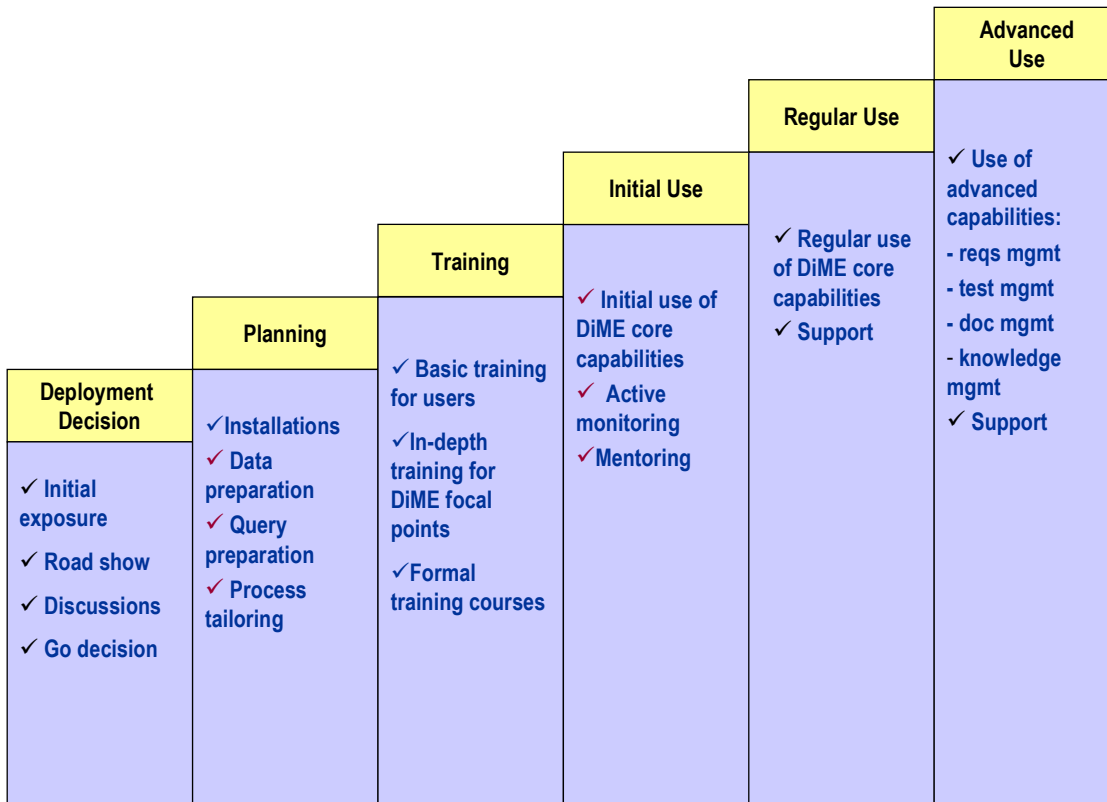 Deployment
Decision
✓ Initial
exposure
✓ Road show
✓ Discussions
✓ Go decision
Planning
✓Installations
✓ Data
preparation
✓ Query
preparation
✓ Process
tailoring
Training
✓ Basic training
for users
✓In-depth
training for
DiME focal
points
✓Formal
training courses
Initial Use
✓ Initial use of
DiME core
capabilities
✓ Active
monitoring
✓Mentoring
Regular Use
✓ Regular use
of DiME core
capabilities
✓ Support
Advanced
Use
✓ Use of
advanced
capabilities:
- reqs mgmt
- test mgmt
- doc mgmt
- knowledge
mgmt
✓ Support